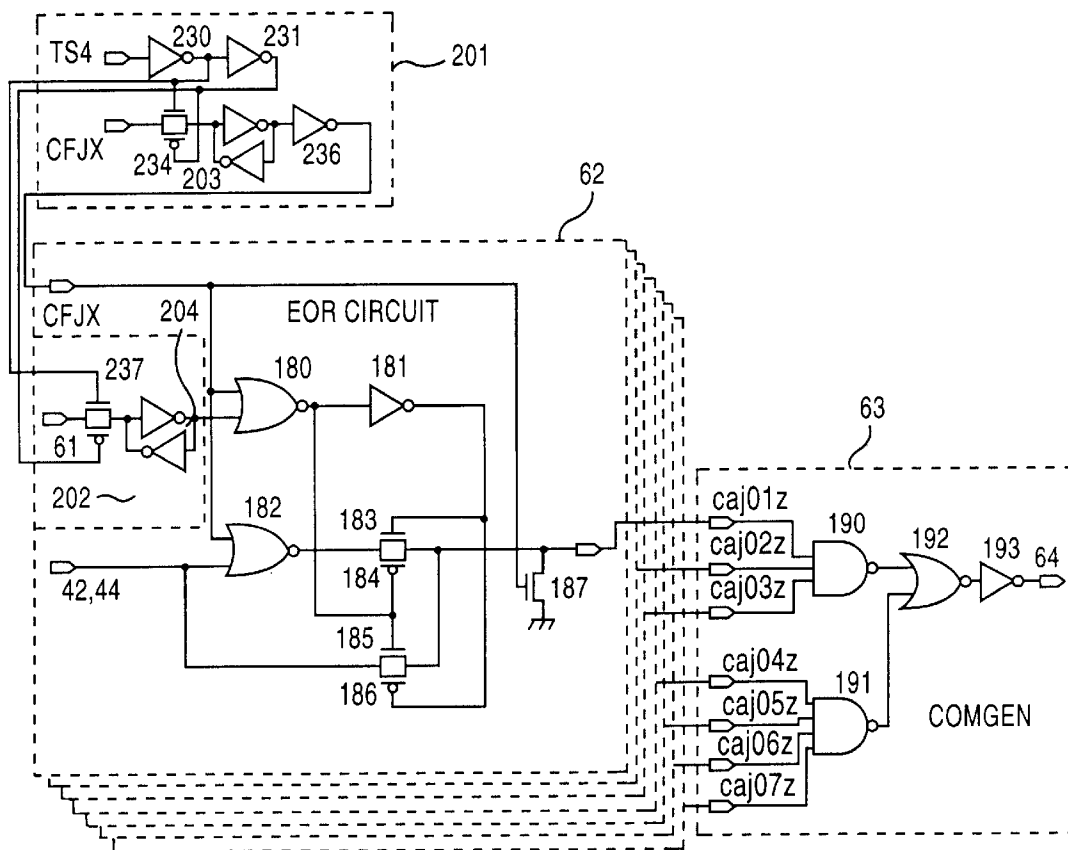 TS4
230
231
201
CFJX
234
203
236
62
CFJX
204
EOR CIRCUIT
237
180
181
61
63
202
182
183
caj01z
190
184
caj02z
192
193
64
42,44
caj03z
187
185
caj04z
191
186
caj05z
COMGEN
caj06z
caj07z